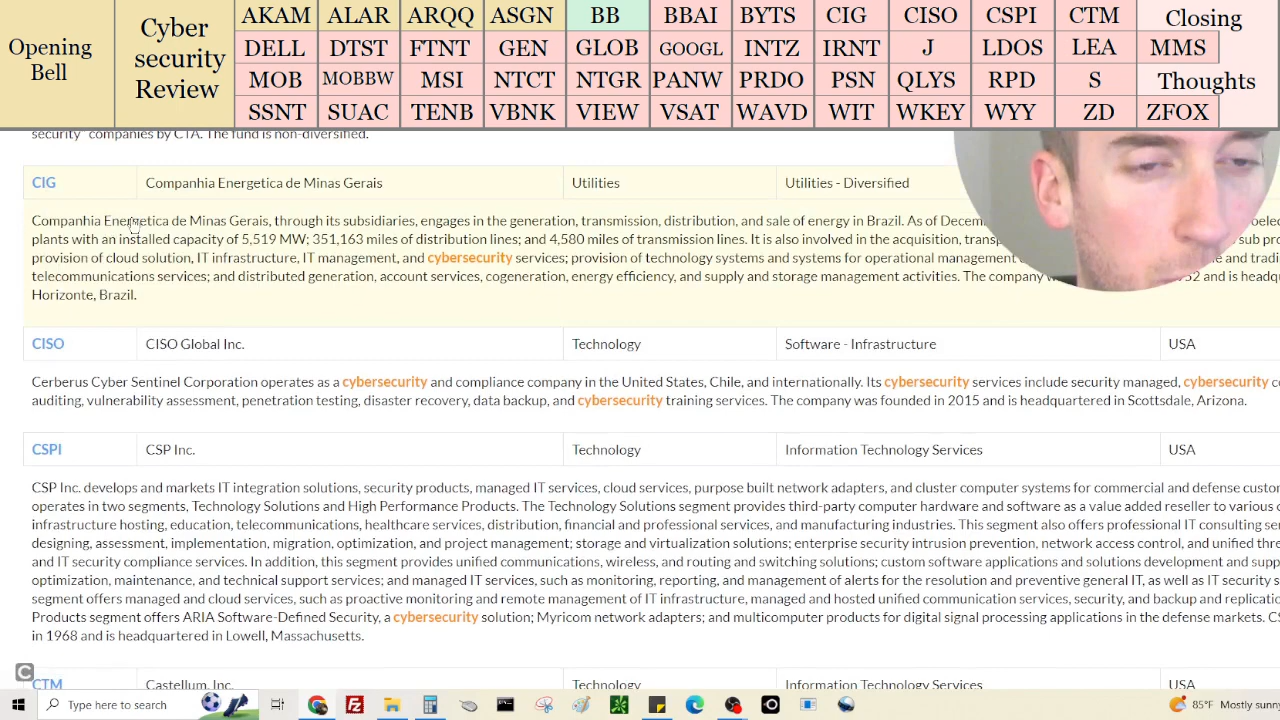 Opening
Bell
Cyber
security
Review
AKAM ALAR ARQQ ASGN BB BBAI BYTS CIG CISO CSPI CTM
DELL DTST FTNT GEN GLOB GOOGL INTZ IRNT J LDOS LEA MMS
MOB MOBBW MSI NTCT NTGR PANW PRDO PSN QLYS RPD S
SSNT SUAC TENB VBNK VIEW VSAT WAVD WIT WKEY WYY ZD ZFOX
Closing
Thoughts
security" companies by CTA. The fund is non-diversified.
CIG Companhia Energetica de Minas Gerais Utilities Utilities - Diversified
Companhia Energetica de Minas Gerais, through its subsidiaries, engages in the generation, transmission, distribution, and sale of energy in Brazil. As of
plants with an installed capacity of 5,519 MW; 351,163 miles of distribution lines; and 4,580 miles of transmission lines. It is also involved in the acquisition,
provision of cloud solution, IT infrastructure, IT management, and cybersecurity services; provision of technology systems and systems for operational management
telecommunications services; and distributed generation, account services, cogeneration, energy efficiency, and supply and storage management activities. The company and is
Horizonte, Brazil.
CISO CISO Global Inc. Technology Software - Infrastructure USA
Cerberus Cyber Sentinel Corporation operates as a cybersecurity and compliance company in the United States, Chile, and internationally. Its cybersecurity services include security managed, cybersecurity
auditing, vulnerability assessment, penetration testing, disaster recovery, data backup, and cybersecurity training services. The company was founded in 2015 and is headquartered in Scottsdale, Arizona.
CSPI CSP Inc. Technology Information Technology Services USA
CSP Inc. develops and markets IT integration solutions, security products, managed IT services, cloud services, purpose built network adapters, and cluster computer systems for commercial and defense
operates in two segments, Technology Solutions and High Performance Products. The Technology Solutions segment provides third-party computer hardware and software as a value added reseller to various
infrastructure hosting, education, telecommunications, healthcare services, distribution, financial and professional services, and manufacturing industries. This segment also offers professional IT consulting
designing, assessment, implementation, migration, optimization, and project management; storage and virtualization solutions; enterprise security intrusion prevention, network access control, and unified
and IT security compliance services. In addition, this segment provides unified communications, wireless, and routing and switching solutions; custom software applications and solutions development and
optimization, maintenance, and technical support services; and managed IT services, such as monitoring, reporting, and management of alerts for the resolution and preventive general IT, as well as IT security
segment offers managed and cloud services, such as proactive monitoring and remote management of IT infrastructure, managed and hosted unified communication services, security, and backup and
Products segment offers ARIA Software-Defined Security, a cybersecurity solution; Myricom network adapters; and multicomputer products for digital signal processing applications in the defense markets.
in 1968 and is headquartered in Lowell, Massachusetts.
CTM Castellum, Inc. Technology Information Technology Services USA
Type here to search 85°F Mostly sunny